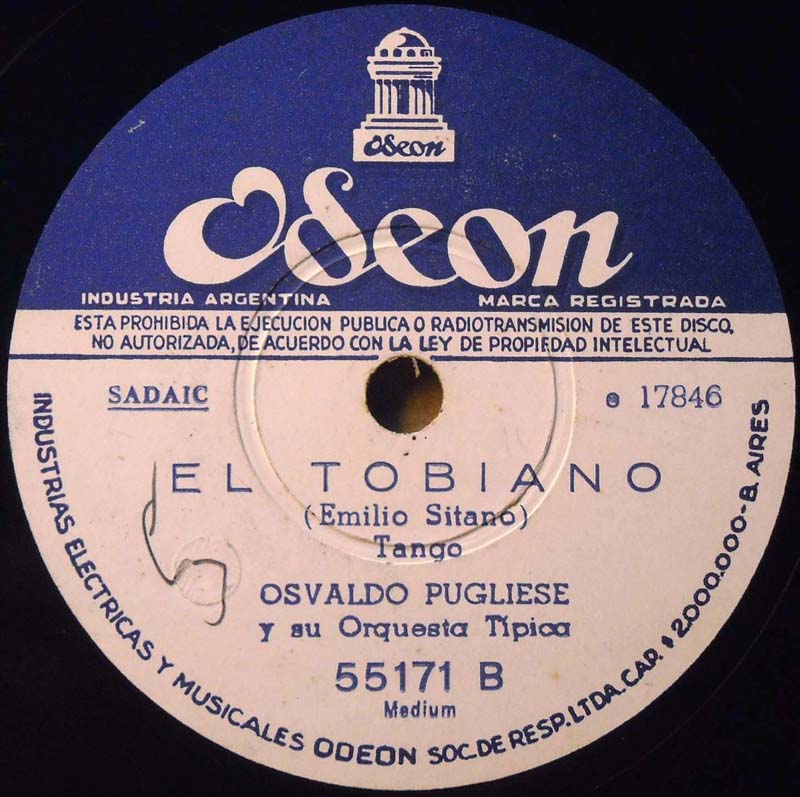 Odeon
Odeon
INDUSTRIA ARGENTINA MARCA REGISTRADA
ESTA PROHIBIDA LA EJECUCION PUBLICA O RADIOTRANSMISION DE ESTE DISCO,
NO AUTORIZADA, DE ACUERDO CON LA LEY DE PROPIEDAD INTELECTUAL
SADAIC e 17846
EL TOBIANO
(Emilio Sitano)
Tango
OSVALDO PUGLIESE
y su Orquesta Típica
55171 B
Medium
INDUSTRIAS ELECTRICAS Y MUSICALES ODEON SOC. DE RESP. LTDA. CAP. $ 2.000.000-B. AIRES